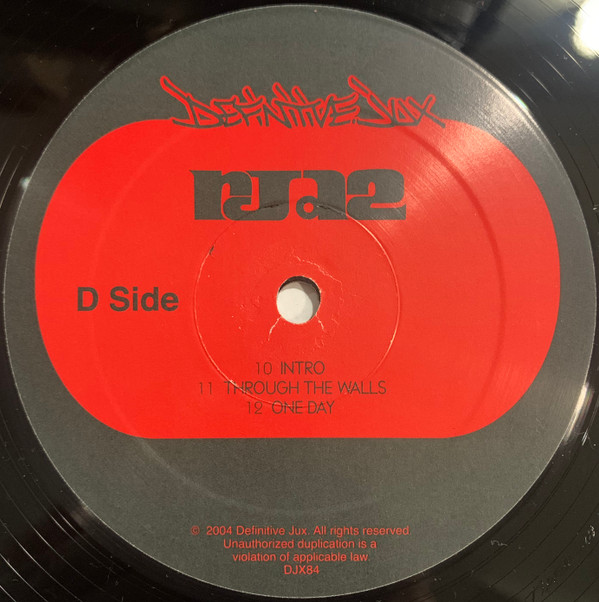 DEFINITIVE JUX
RJD2
D Side
10 INTRO
11 THROUGH THE WALLS
12 ONE DAY
© 2004 Definitive Jux. All rights reserved.
Unauthorized duplication is a
violation of applicable law.
DJX84